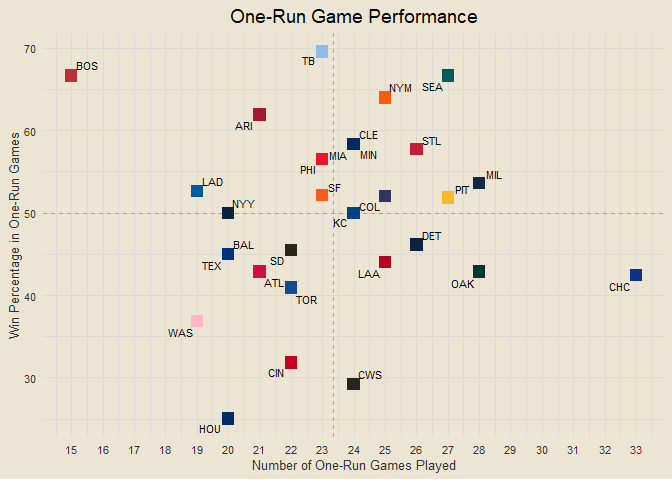 One-Run Game Performance
70
TB
BOS
SEA
NYM
ARI
60
CLE
STL
MIA
MIN
PHI
MIL
LAD
SF
PIT
NYY
COL
50
KC
DET
BAL
SD
TEX
LAA
ATL
OAK
CHC
40
TOR
WAS
CIN
CWS
30
HOU
Win Percentage in One-Run Games
15 16 17 18 19 20 21 22 23 24 25 26 27 28 29 30 31 32 33
Number of One-Run Games Played